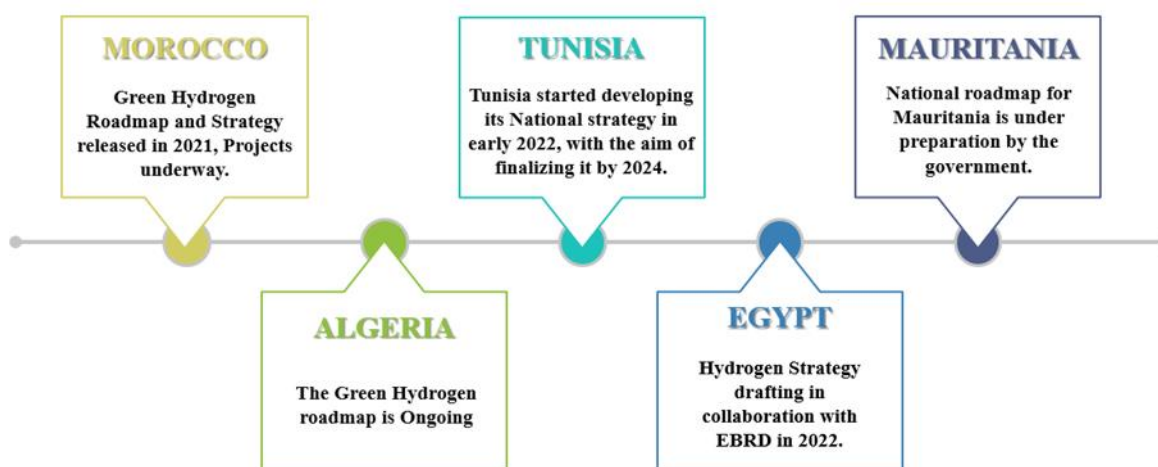 MOROCCO
Green Hydrogen
Roadmap and Strategy
released in 2021, Projects
underway.
TUNISIA
Tunisia started developing
its National strategy in
early 2022, with the aim of
finalizing it by 2024.
MAURITANIA
National roadmap for
Mauritania is under
preparation by the
government.
ALGERIA
The Green Hydrogen
roadmap is Ongoing
EGYPT
Hydrogen Strategy
drafting in
collaboration with
EBRD in 2022.